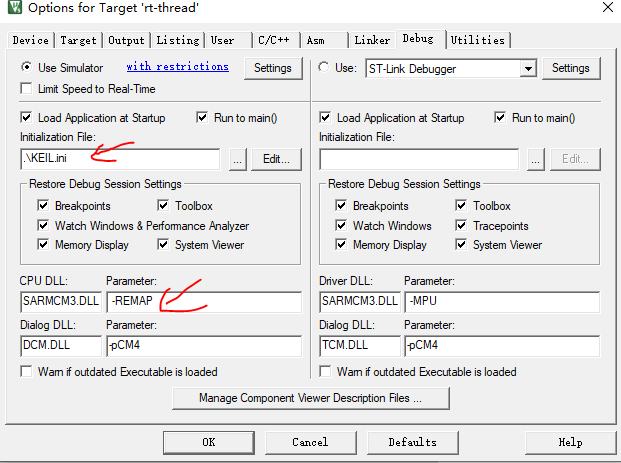 Options for Target 'rt-thread'
Device Target Output Listing User C/C++ Asm Linker Debug Utilities
Use Simulator with restrictions Settings
Limit Speed to Real-Time
Load Application at Startup Run to main()
Initialization File:
.\KEIL.ini ... Edit...
Restore Debug Session Settings
Breakpoints Toolbox
Watch Windows & Performance Analyzer
Memory Display System Viewer
CPU DLL: Parameter:
SARMCM3.DLL -REMAP
Dialog DLL: Parameter:
DCM.DLL -pCM4
Warn if outdated Executable is loaded
Use: ST-Link Debugger Settings
Load Application at Startup Run to main()
Initialization File:
... Edit...
Restore Debug Session Settings
Breakpoints Toolbox
Watch Windows Tracepoints
Memory Display System Viewer
Driver DLL: Parameter:
SARMCM3.DLL -MPU
Dialog DLL: Parameter:
TCM.DLL -pCM4
Warn if outdated Executable is loaded
Manage Component Viewer Description Files ...
OK Cancel Defaults Help